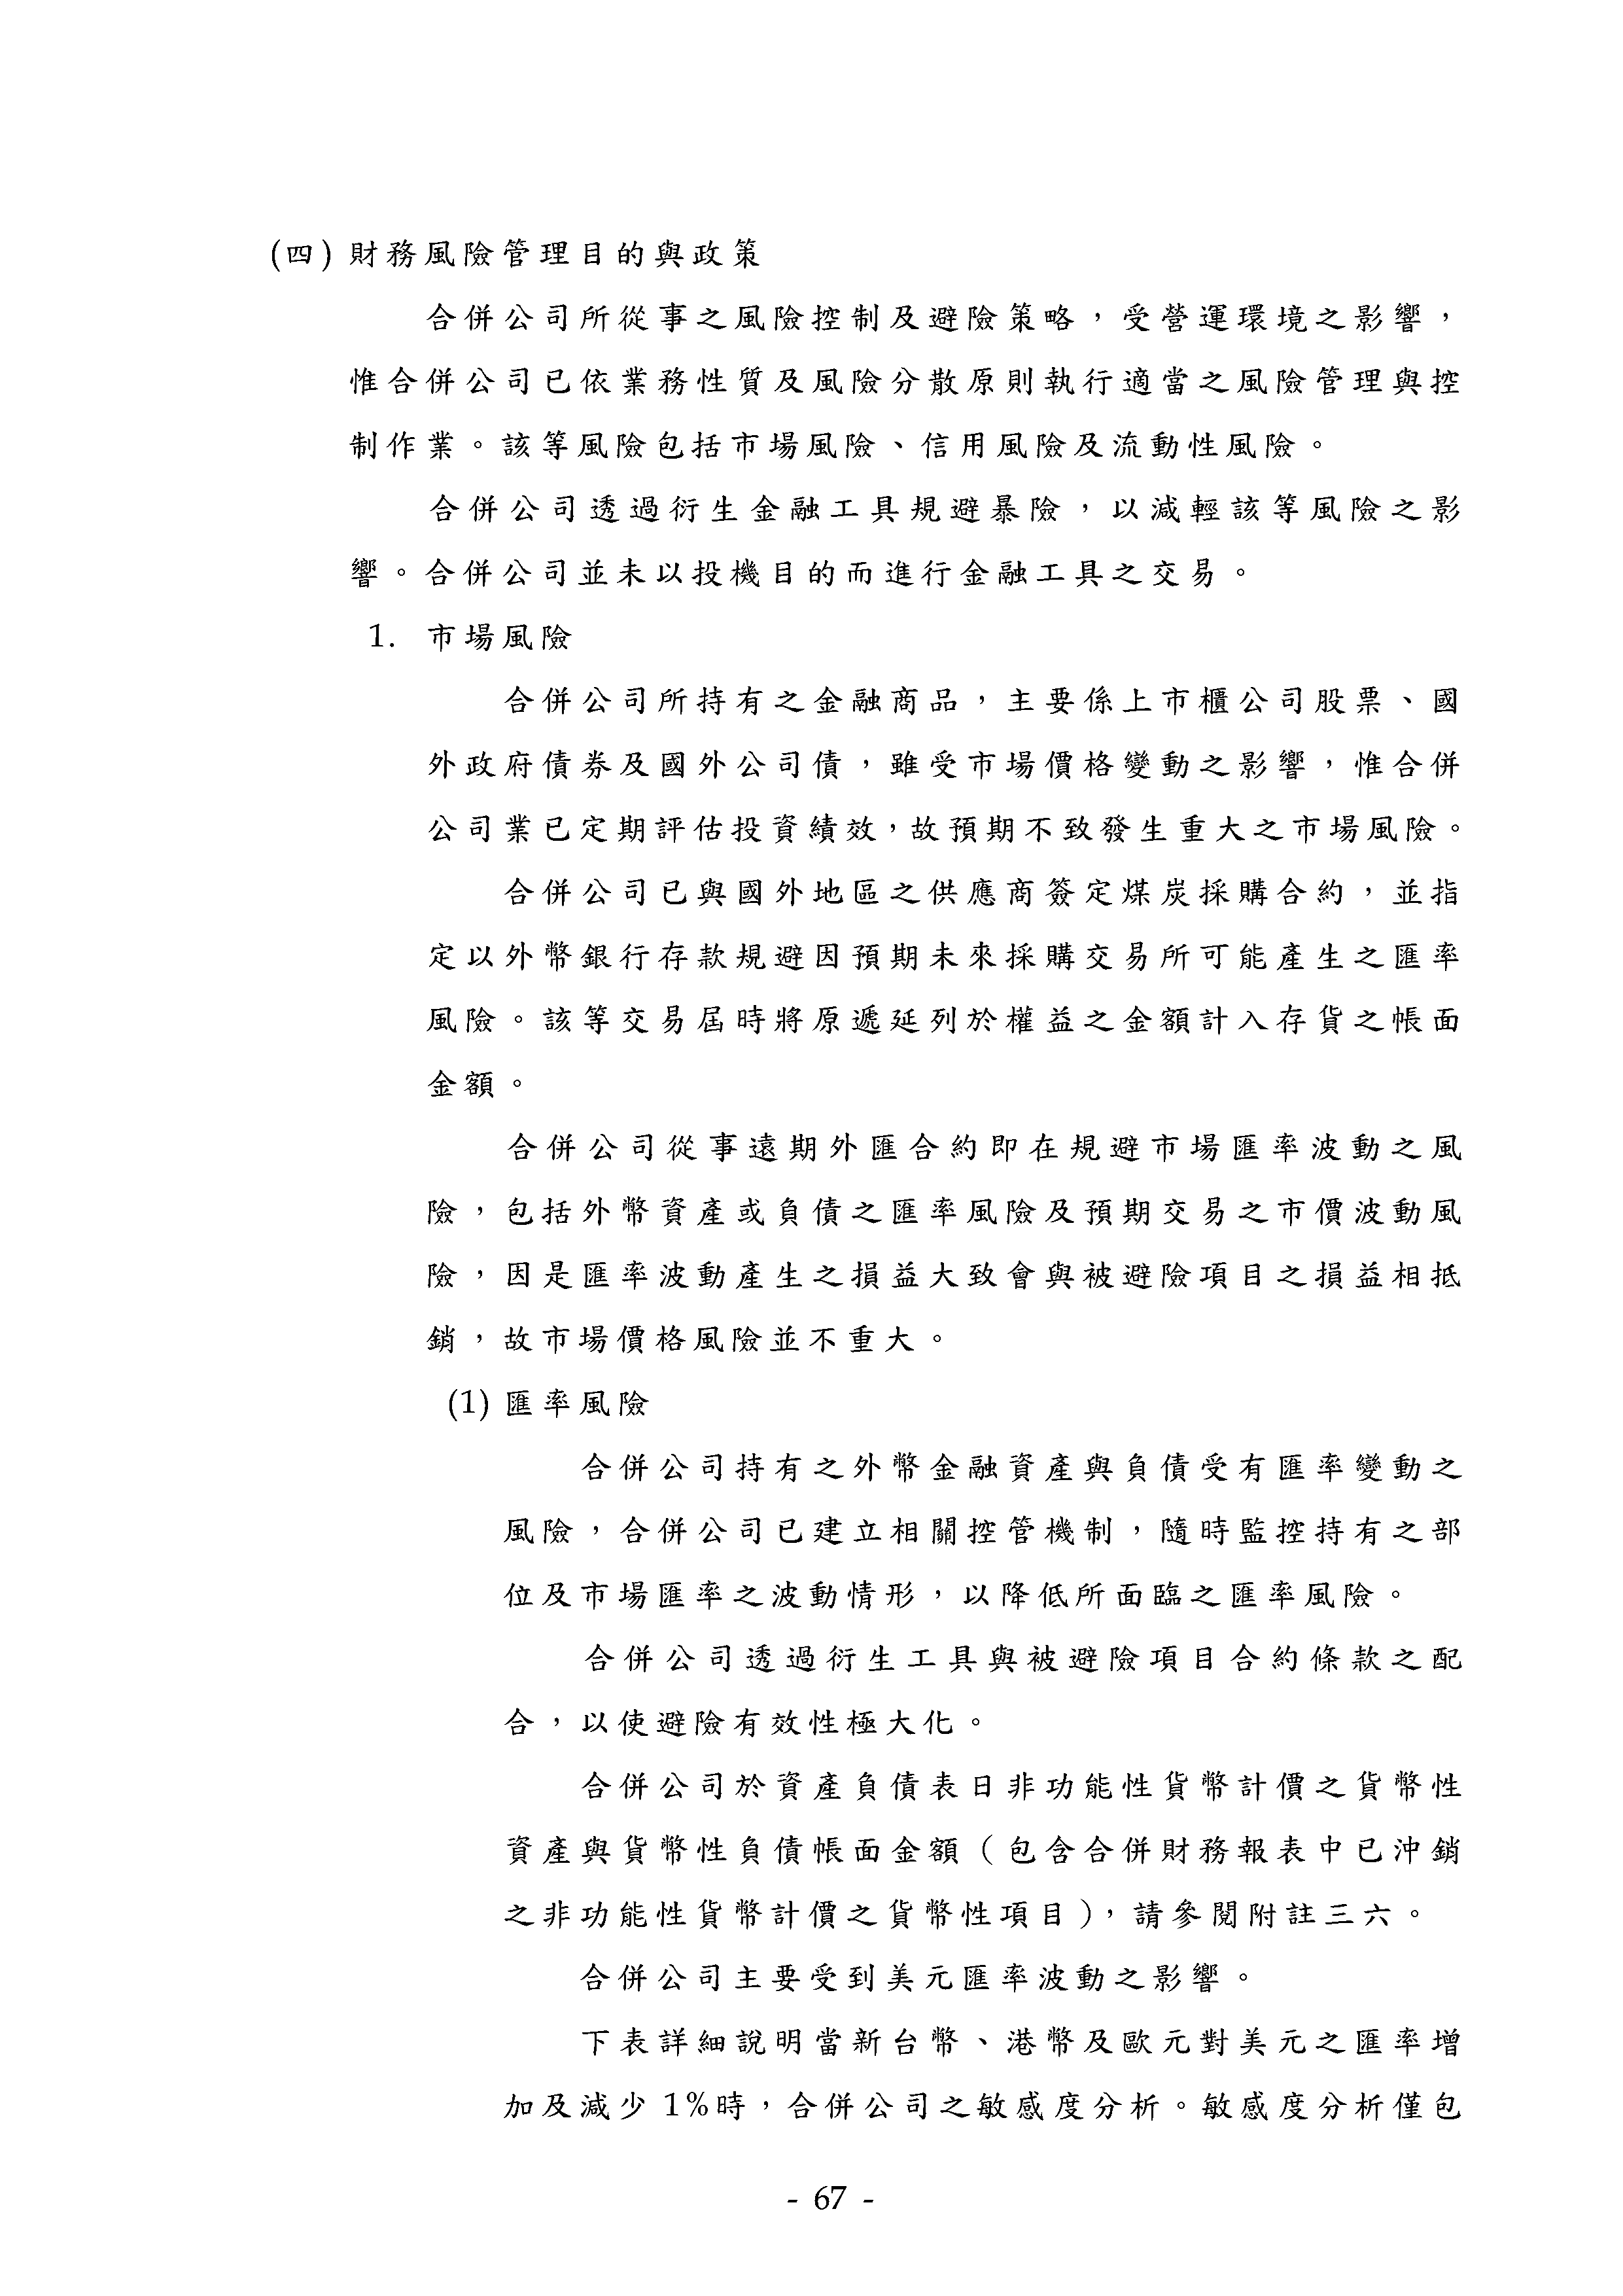 (四) 財務風險管理目的與政策
合併公司所從事之風險控制及避險策略，受營運環境之影響，
惟合併公司已依業務性質及風險分散原則執行適當之風險管理與控
制作業。該等風險包括市場風險、信用風險及流動性風險。
合併公司透過衍生金融工具規避暴險，以減輕該等風險之影
響。合併公司並未以投機目的而進行金融工具之交易。
1. 市場風險
合併公司所持有之金融商品，主要係上市櫃公司股票、國
外政府債券及國外公司債，雖受市場價格變動之影響，惟合併
公司業已定期評估投資績效，故預期不致發生重大之市場風險。
合併公司已與國外地區之供應商簽定煤炭採購合約，並指
定以外幣銀行存款規避因預期未來採購交易所可能產生之匯率
風險。該等交易屆時將原遞延列於權益之金額計入存貨之帳面
金額。
合併公司從事遠期外匯合約即在規避市場匯率波動之風
險，包括外幣資產或負債之匯率風險及預期交易之市價波動風
險，因是匯率波動產生之損益大致會與被避險項目之損益相抵
銷，故市場價格風險並不重大。
(1) 匯率風險
合併公司持有之外幣金融資產與負債受有匯率變動之
風險，合併公司已建立相關控管機制，隨時監控持有之部
位及市場匯率之波動情形，以降低所面臨之匯率風險。
合併公司透過衍生工具與被避險項目合約條款之配
合，以使避險有效性極大化。
合併公司於資產負債表日非功能性貨幣計價之貨幣性
資產與貨幣性負債帳面金額（包含合併財務報表中已沖銷
之非功能性貨幣計價之貨幣性項目），請參閱附註三六。
合併公司主要受到美元匯率波動之影響。
下表詳細說明當新台幣、港幣及歐元對美元之匯率增
加及減少 1%時，合併公司之敏感度分析。敏感度分析僅包
- 67 -